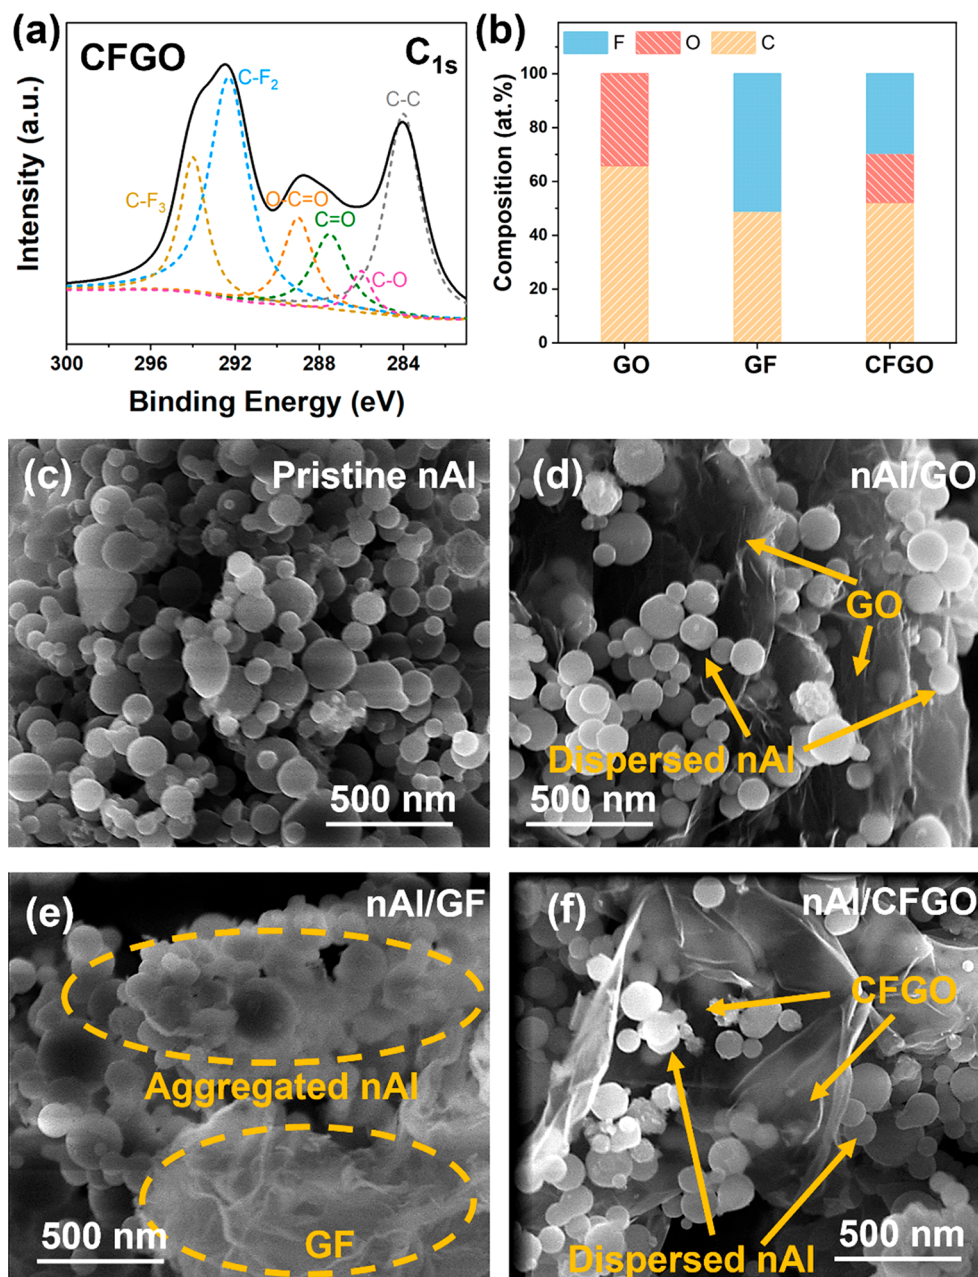 (a)
CFGO
C1s
C-F2
C-C
C-F3
O-C=O
C=O
C-O
Intensity (a.u.)
300 296 292 288 284
Binding Energy (eV)
(b)
F O C
100
80
60
40
20
0
Composition (at.%)
GO GF CFGO
(c) Pristine nAl
500 nm
(d) nAl/GO
GO
Dispersed nAl
500 nm
(e) nAl/GF
Aggregated nAl
GF
500 nm
(f) nAl/CFGO
CFGO
Dispersed nAl
500 nm